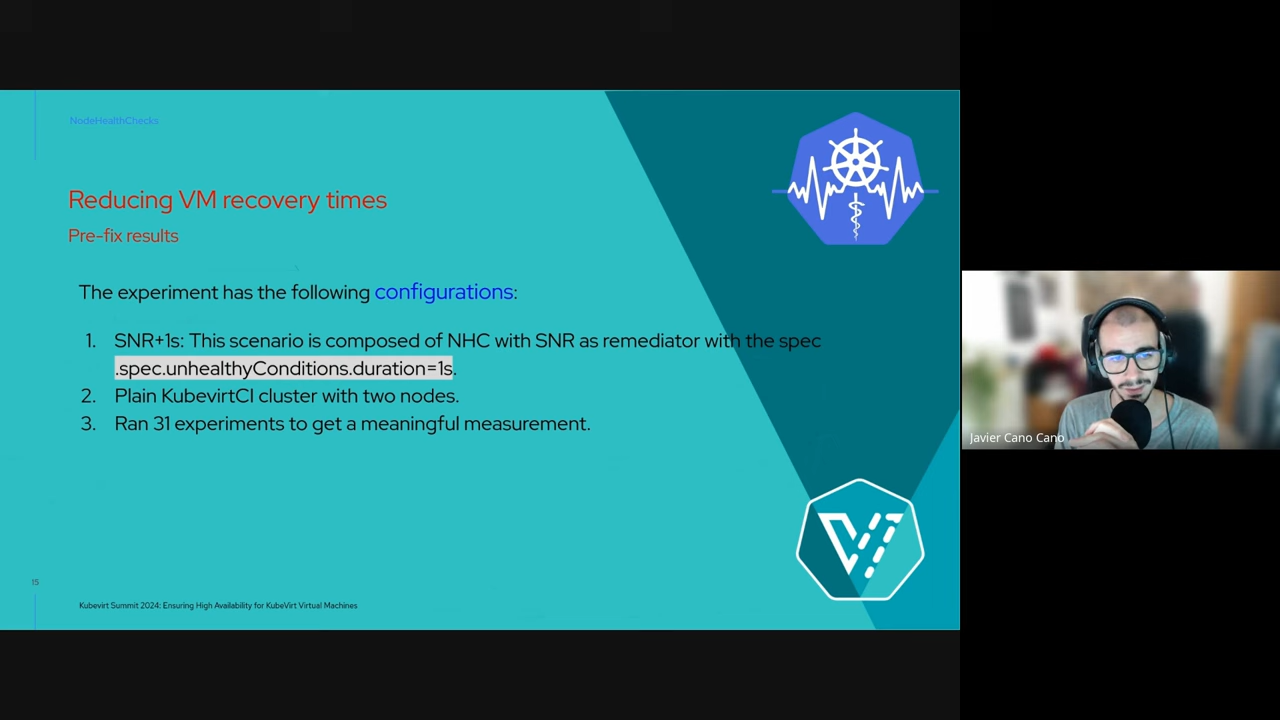 NodeHealthChecks
Reducing VM recovery times
Pre-fix results
The experiment has the following configurations:
1. SNR+1s: This scenario is composed of NHC with SNR as remediator with the spec
.spec.unhealthyConditions.duration=1s.
2. Plain KubevirtCI cluster with two nodes.
3. Ran 31 experiments to get a meaningful measurement.
15
Kubevirt Summit 2024: Ensuring High Availability for KubeVirt Virtual Machines
Javier Cano Cano